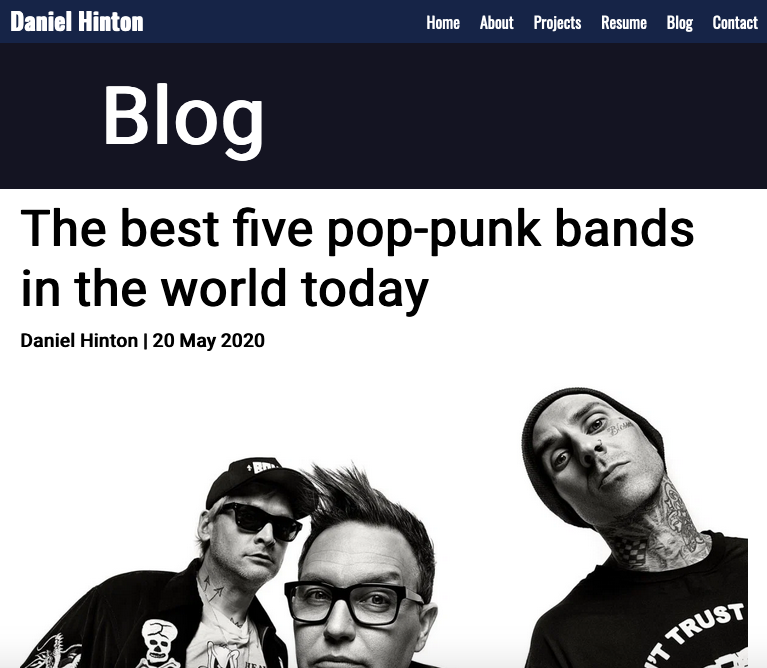 Daniel Hinton
Home About Projects Resume Blog Contact
Blog
The best five pop-punk bands
in the world today
Daniel Hinton | 20 May 2020
T TRUST